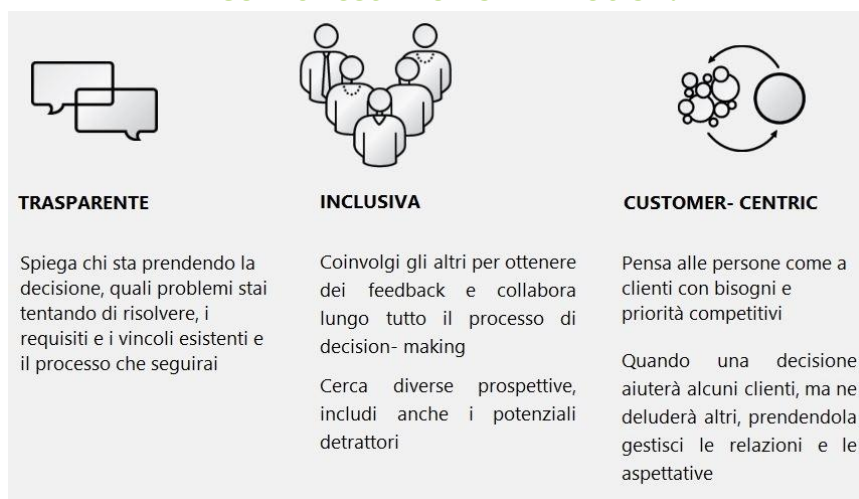 TRASPARENTE
Spiega chi sta prendendo la
decisione, quali problemi stai
tentando di risolvere, i
requisiti e i vincoli esistenti e
il processo che seguirai
INCLUSIVA
Coinvolgi gli altri per ottenere
dei feedback e collabora
lungo tutto il processo di
decision- making
Cerca diverse prospettive,
includi anche i potenziali
detrattori
CUSTOMER- CENTRIC
Pensa alle persone come a
clienti con bisogni e
priorità competitivi
Quando una decisione
aiuterà alcuni clienti, ma ne
deluderà altri, prendendola
gestisci le relazioni e le
aspettative